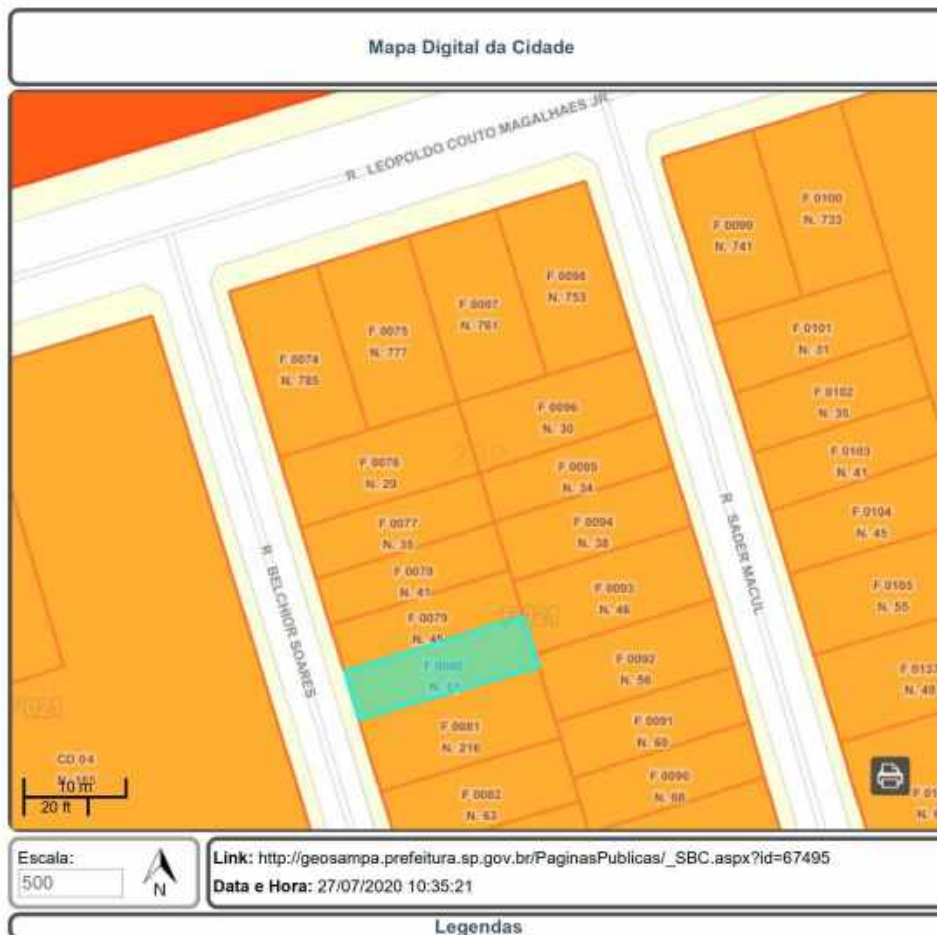 Mapa Digital da Cidade
R. LEOPOLDO COUTO MAGALHAES JR
F 0100
N. 733
F 0099
N. 741
F 0098
N. 753
F 0075
N. 777
F 0074
N. 785
F 0101
N. 31
F 0102
N. 35
F 0103
N. 41
F 0104
N. 45
F 0105
N. 55
F 0096
N. 30
F 0095
N. 34
F 0094
N. 38
F 0093
N. 46
F 0092
N. 56
F 0091
N. 60
F 0090
N. 68
F 0076
N. 29
F 0077
N. 35
F 0078
N. 41
F 0079
N. 45
F 0081
N. 216
F 0082
N. 63
R BELCHIOR SOARES
R SADER MACUL
CD 04
10 m
20 ft
Escala:
500
N
Link: http://geosampa.prefeitura.sp.gov.br/PaginasPublicas/_SBC.aspx?id=67495
Data e Hora: 27/07/2020 10:35:21
Legendas